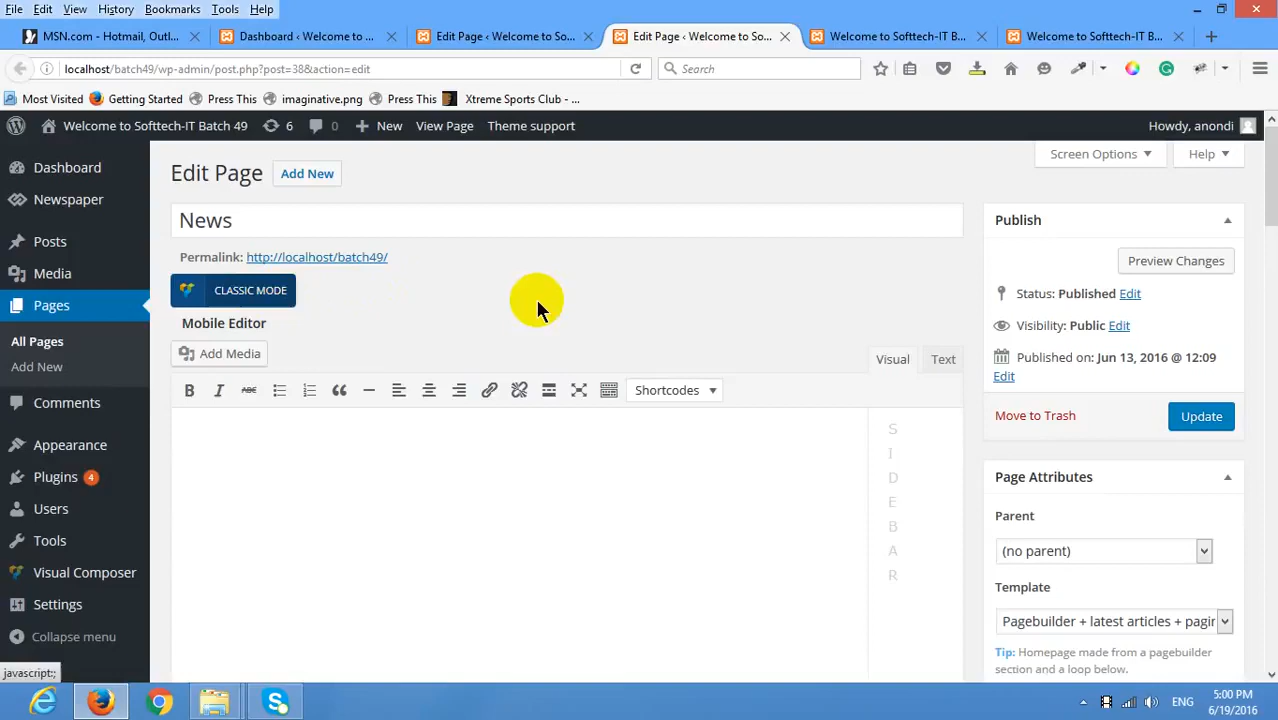 File Edit View History Bookmarks Tools Help
MSN.com - Hotmail, Outl...
Dashboard ‹ Welcome to ...
Edit Page ‹ Welcome to So...
Edit Page ‹ Welcome to So...
Welcome to Softtech-IT B...
Welcome to Softtech-IT B...
localhost/batch49/wp-admin/post.php?post=38&action=edit
Search
Most Visited Getting Started Press This imaginative.png Press This Xtreme Sports Club - ...
Welcome to Softtech-IT Batch 49 6 0 New View Page Theme support Howdy, anondi
Screen Options Help
Dashboard
Newspaper
Posts
Media
Pages
All Pages
Add New
Comments
Appearance
Plugins 4
Users
Tools
Visual Composer
Settings
Collapse menu
javascript:;
Edit Page Add New
News
Permalink: http://localhost/batch49/
CLASSIC MODE
Mobile Editor
Add Media
Visual Text
B I ABC Shortcodes
S
I
D
E
B
A
R
Publish
Preview Changes
Status: Published Edit
Visibility: Public Edit
Published on: Jun 13, 2016 @ 12:09
Edit
Move to Trash Update
Page Attributes
Parent
(no parent)
Template
Pagebuilder + latest articles + pagir
Tip: Homepage made from a pagebuilder
section and a loop below.
ENG
5:00 PM
6/19/2016